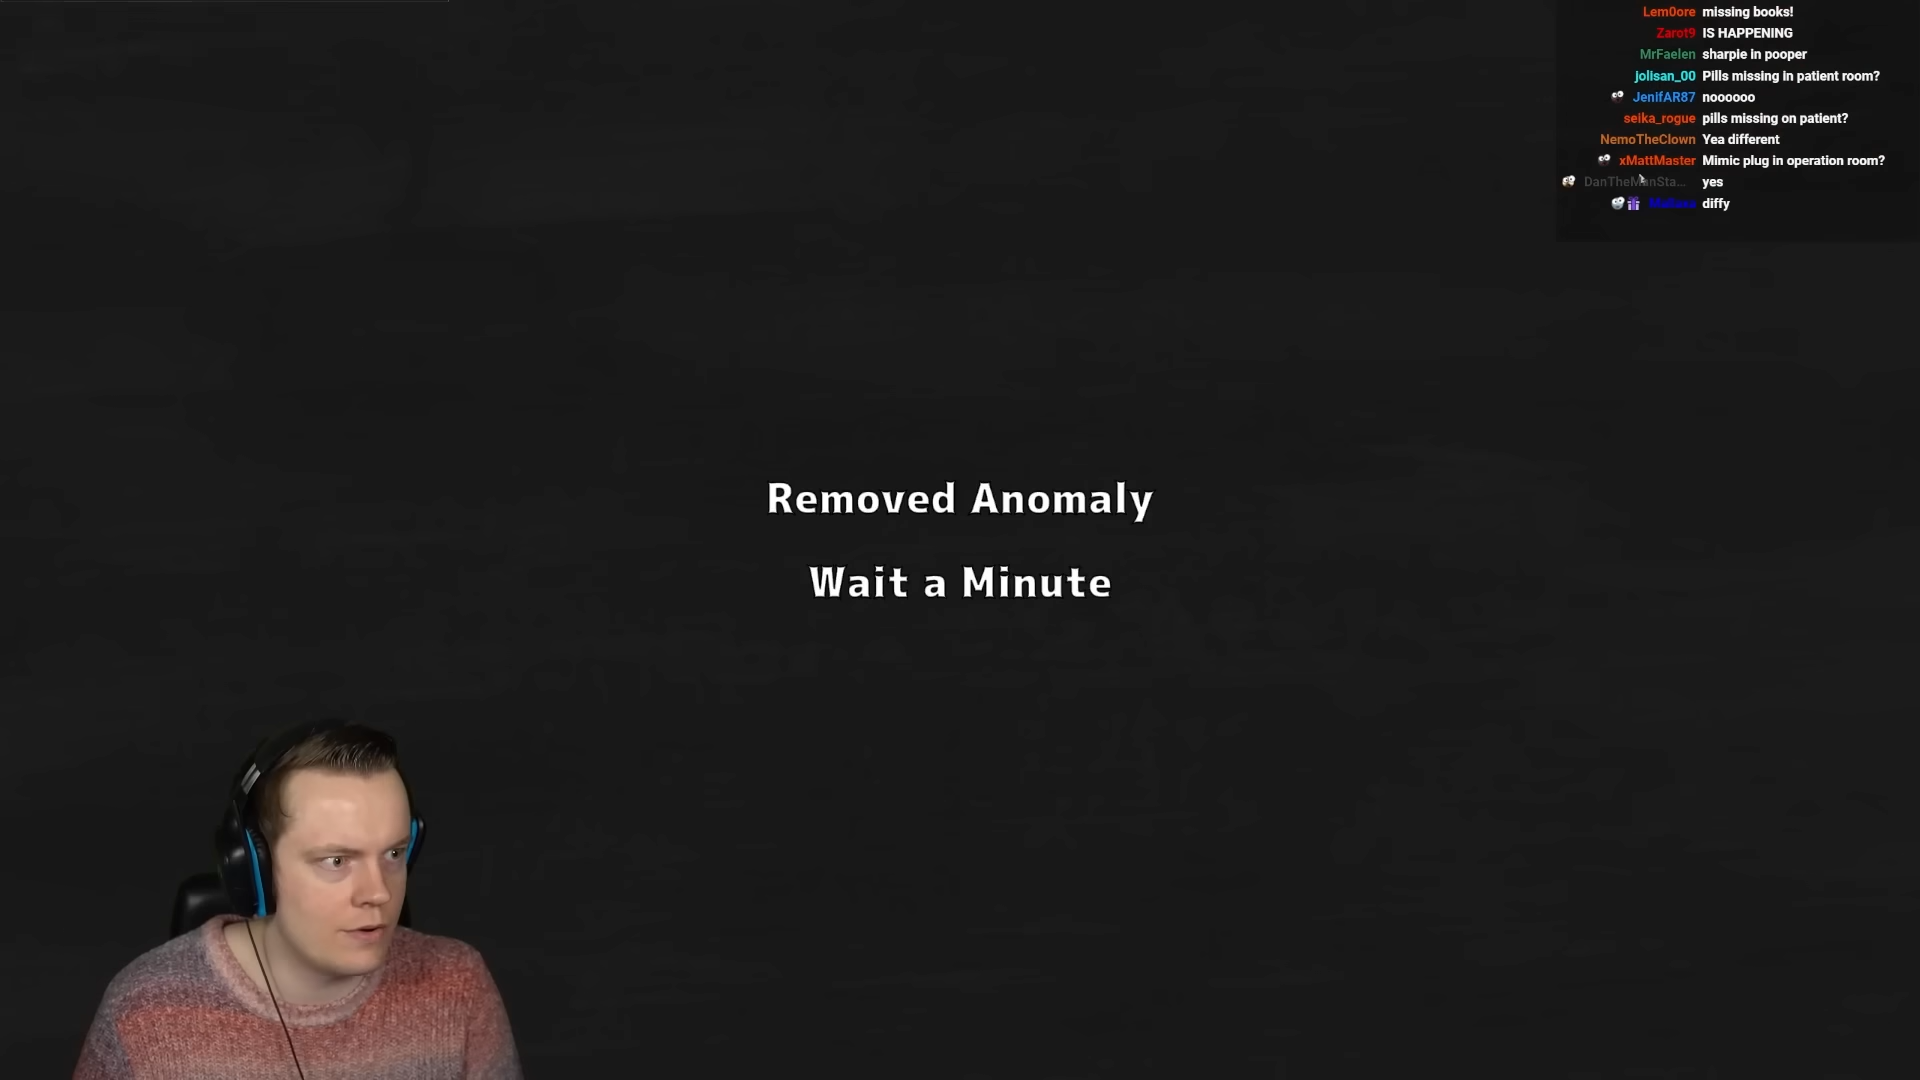 Lem0ore missing books!
Zarot9 IS HAPPENING
MrFaelen sharpie in pooper
jolisan_00 Pills missing in patient room?
JenifAR87 noooooo
seika_rogue pills missing on patient?
NemoTheClown Yea different
xMattMaster Mimic plug in operation room?
DanTheManSta... yes
diffy
Removed Anomaly
Wait a Minute